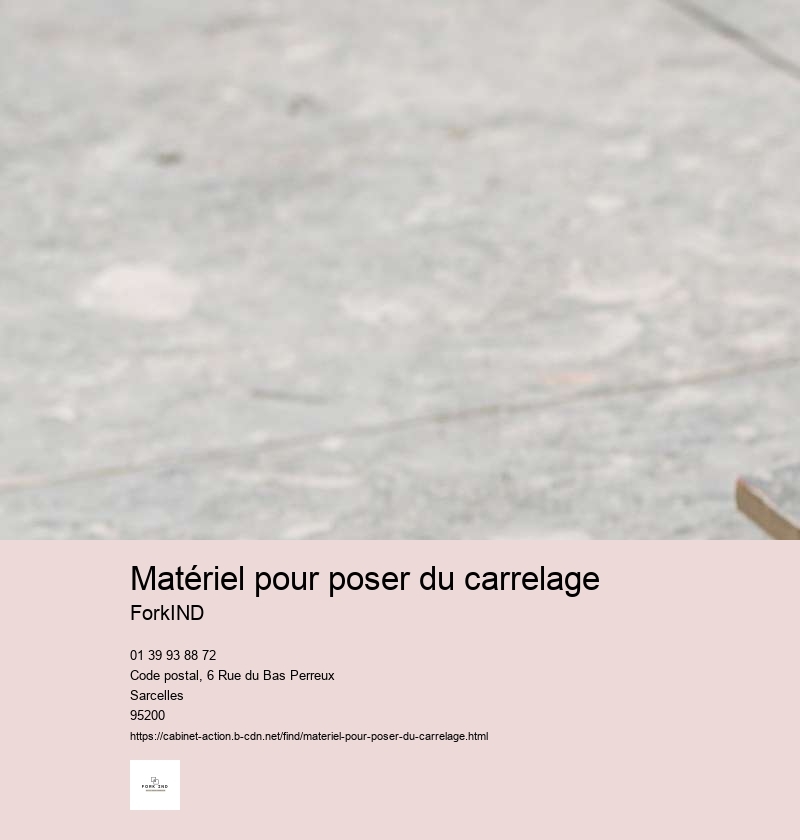 Matériel pour poser du carrelage
ForkIND
01 39 93 88 72
Code postal, 6 Rue du Bas Perreux
Sarcelles
95200
https://cabinet-action.b-cdn.net/find/materiel-pour-poser-du-carrelage.html
FORK IND